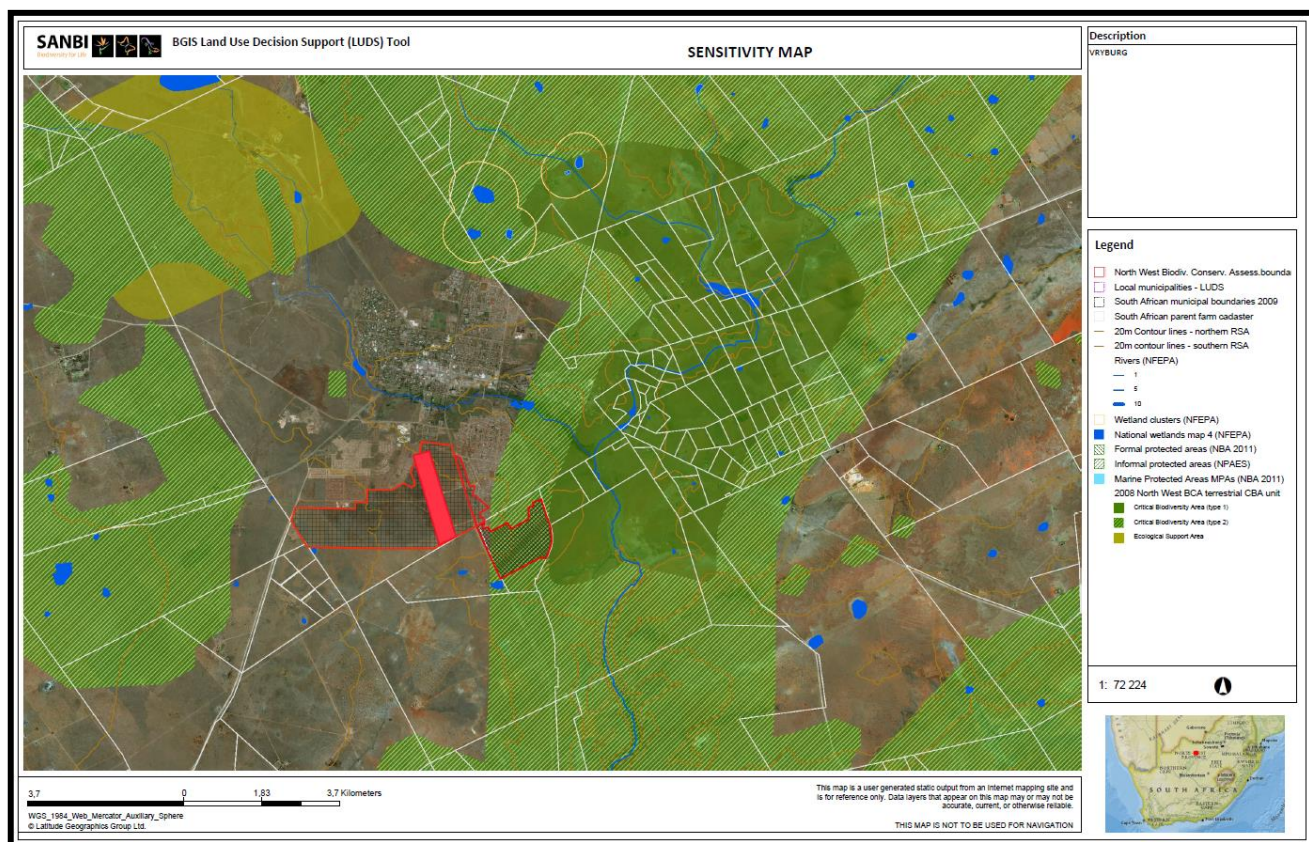 SANBI
Biodiversity for Life
BGIS Land Use Decision Support (LUDS) Tool
SENSITIVITY MAP
Description
VRYBURG
Legend
North West Biodiv. Conserv. Assess.bounda
Local municipalities - LUDS
South African municipal boundaries 2009
South African parent farm cadaster
20m Contour lines - northern RSA
20m contour lines - southern RSA
Rivers (NFEPA)
1
5
10
Wetland clusters (NFEPA)
National wetlands map 4 (NFEPA)
Formal protected areas (NBA 2011)
Informal protected areas (NPAES)
Marine Protected Areas MPAs (NBA 2011)
2008 North West BCA terrestrial CBA unit
Critical Biodiversity Area (type 1)
Critical Biodiversity Area (type 2)
Ecological Support Area
1: 72 224
SOUTH AFRICA
3,7 0 1,83 3,7 Kilometers
WGS_1984_Web_Mercator_Auxiliary_Sphere
© Latitude Geographics Group Ltd.
This map is a user generated static output from an Internet mapping site and
is for reference only. Data layers that appear on this map may or may not be
accurate, current, or otherwise reliable.
THIS MAP IS NOT TO BE USED FOR NAVIGATION